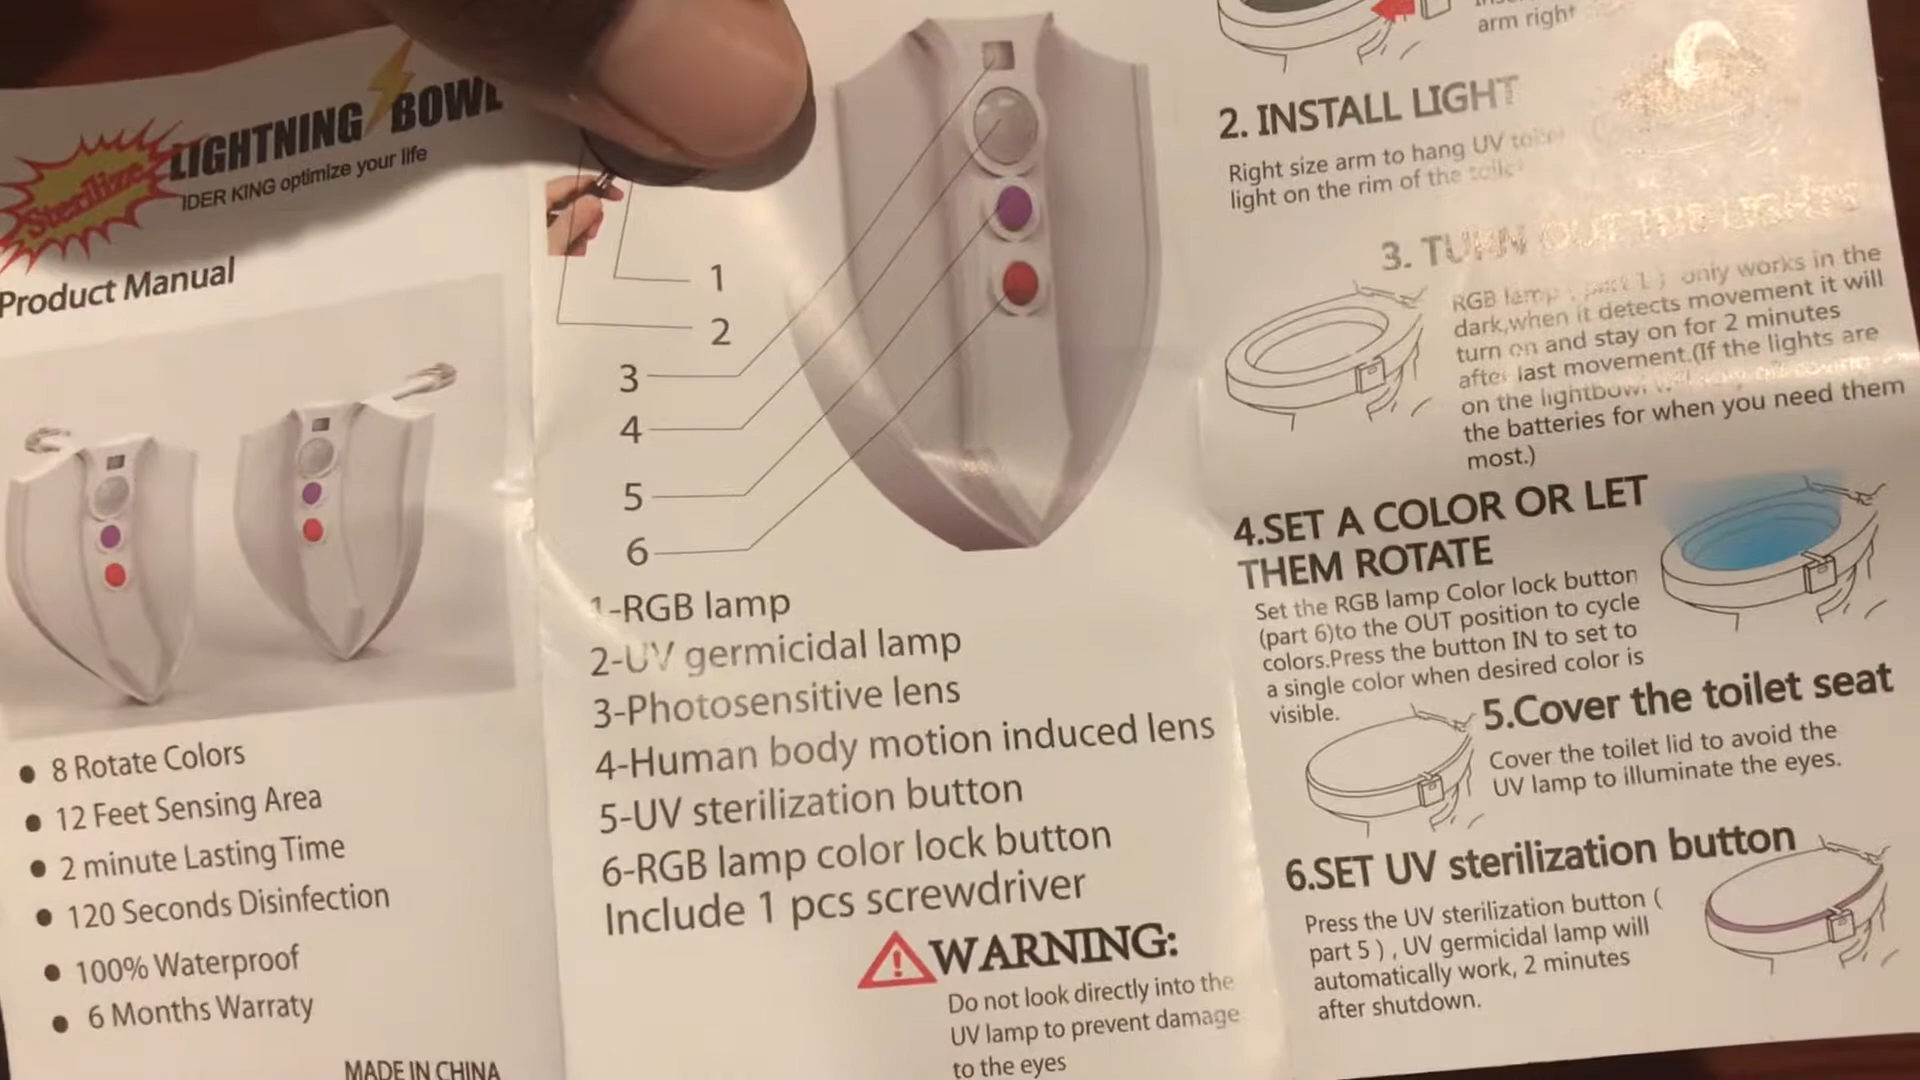 Sterilize
LIGHTNING BOWL
IDER KING optimize your life
Product Manual
8 Rotate Colors
12 Feet Sensing Area
2 minute Lasting Time
120 Seconds Disinfection
100% Waterproof
6 Months Warraty
MADE IN CHINA
1
2
3
4
5
6
1-RGB lamp
2-UV germicidal lamp
3-Photosensitive lens
4-Human body motion induced lens
5-UV sterilization button
6-RGB lamp color lock button
Include 1 pcs screwdriver
WARNING:
Do not look directly into the
UV lamp to prevent damage
to the eyes
arm right
2. INSTALL LIGHT
Right size arm to hang UV toilet
light on the rim of the toilet
3. TURN OUT THE LIGHTS
RGB lamp (part 1) only works in the
dark,when it detects movement it will
turn on and stay on for 2 minutes
after last movement.(If the lights are
on the lightbowl
the batteries for when you need them
most.)
4.SET A COLOR OR LET
THEM ROTATE
Set the RGB lamp Color lock button
(part 6)to the OUT position to cycle
colors.Press the button IN to set to
a single color when desired color is
visible.
5.Cover the toilet seat
Cover the toilet lid to avoid the
UV lamp to illuminate the eyes.
6.SET UV sterilization button
Press the UV sterilization button (
part 5 ) , UV germicidal lamp will
automatically work, 2 minutes
after shutdown.